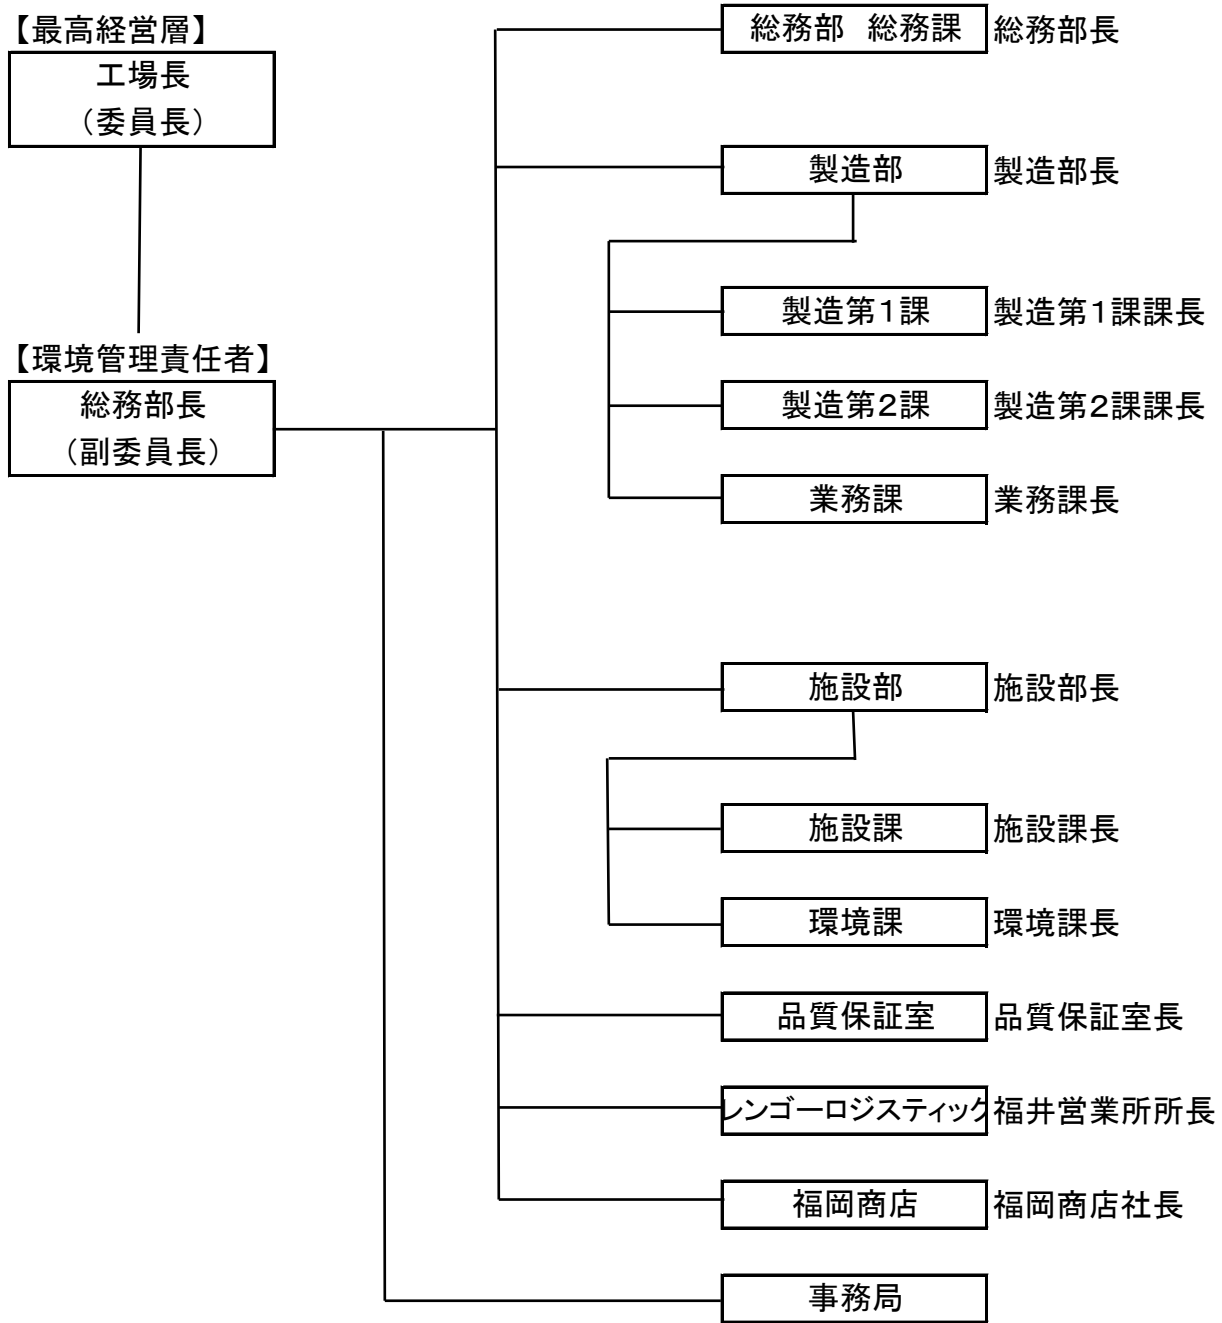 【最高経営層】
工場長
（委員長）
【環境管理責任者】
総務部長
（副委員長）
総務部　総務課 総務部長
製造部 製造部長
製造第１課 製造第１課課長
製造第２課 製造第２課課長
業務課 業務課長
施設部 施設部長
施設課 施設課長
環境課 環境課長
品質保証室 品質保証室長
レンゴーロジスティック 福井営業所所長
福岡商店 福岡商店社長
事務局